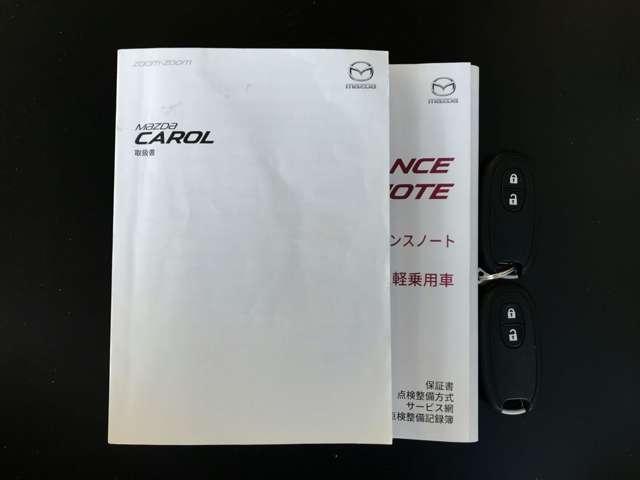 zoom-zoom
mazda
mazda
CAROL
取扱書
mazda
ANCE
NOTE
ンスノート
軽乗用車
保証書
点検整備方式
サービス網
点検整備記録簿